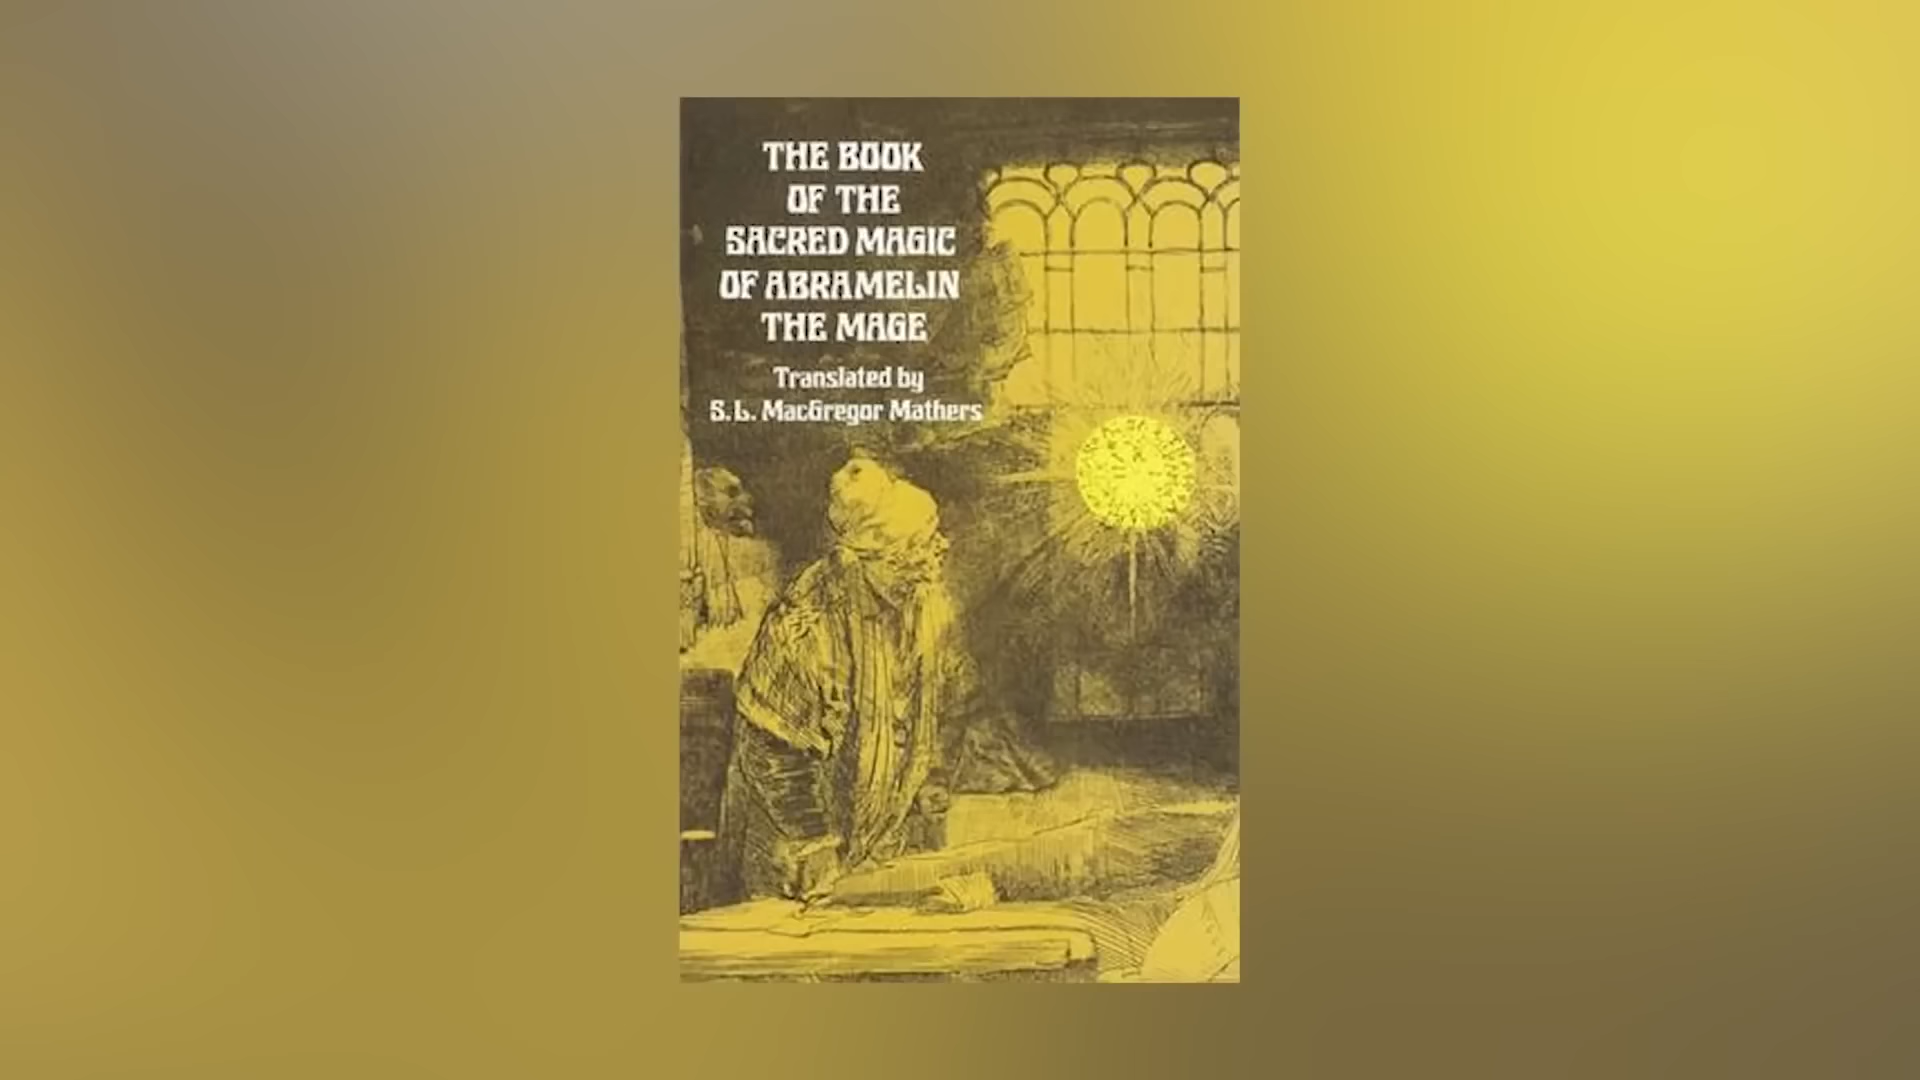 THE BOOK
OF THE
SACRED MAGIC
OF ABRAMELIN
THE MAGE
Translated by
S. L. MacGregor Mathers